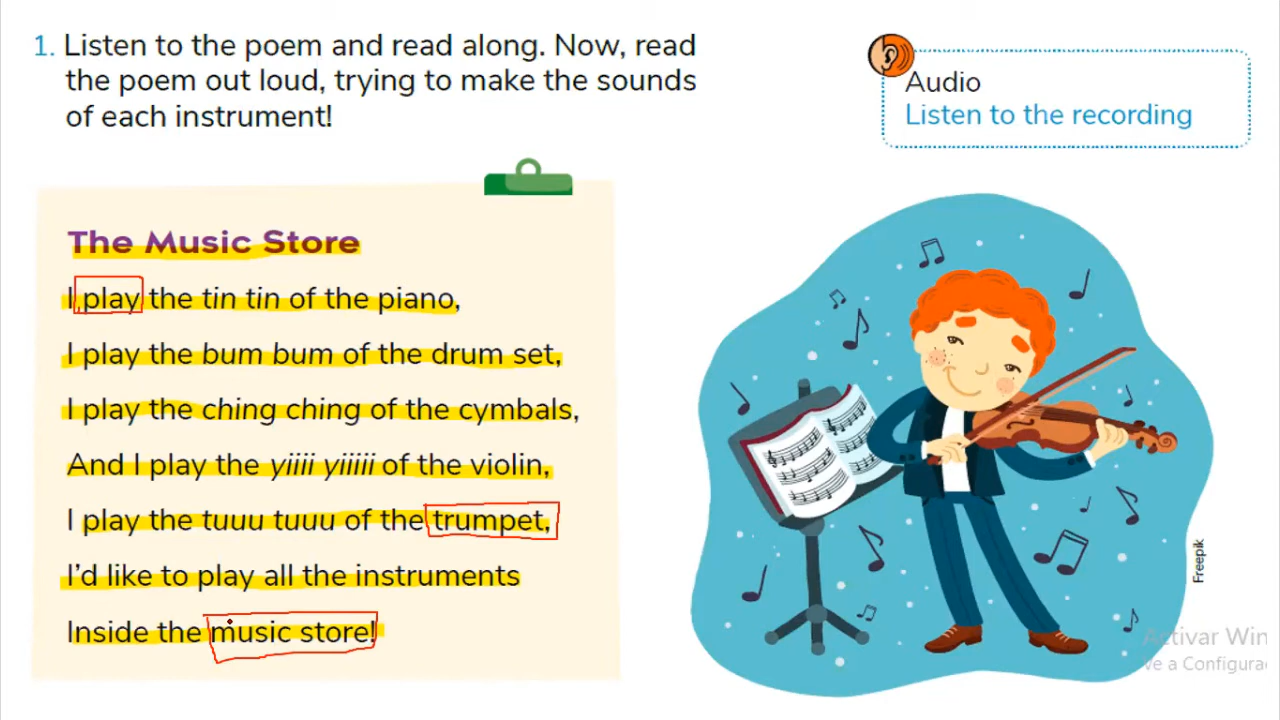 1. Listen to the poem and read along. Now, read
the poem out loud, trying to make the sounds
of each instrument!
Audio
Listen to the recording
The Music Store
I play the tin tin of the piano,
I play the bum bum of the drum set,
I play the ching ching of the cymbals,
And I play the yiiii yiiiii of the violin,
I play the tuuu tuuu of the trumpet,
I'd like to play all the instruments
Inside the music store!
Freepik
Activar Win
ve a Configura